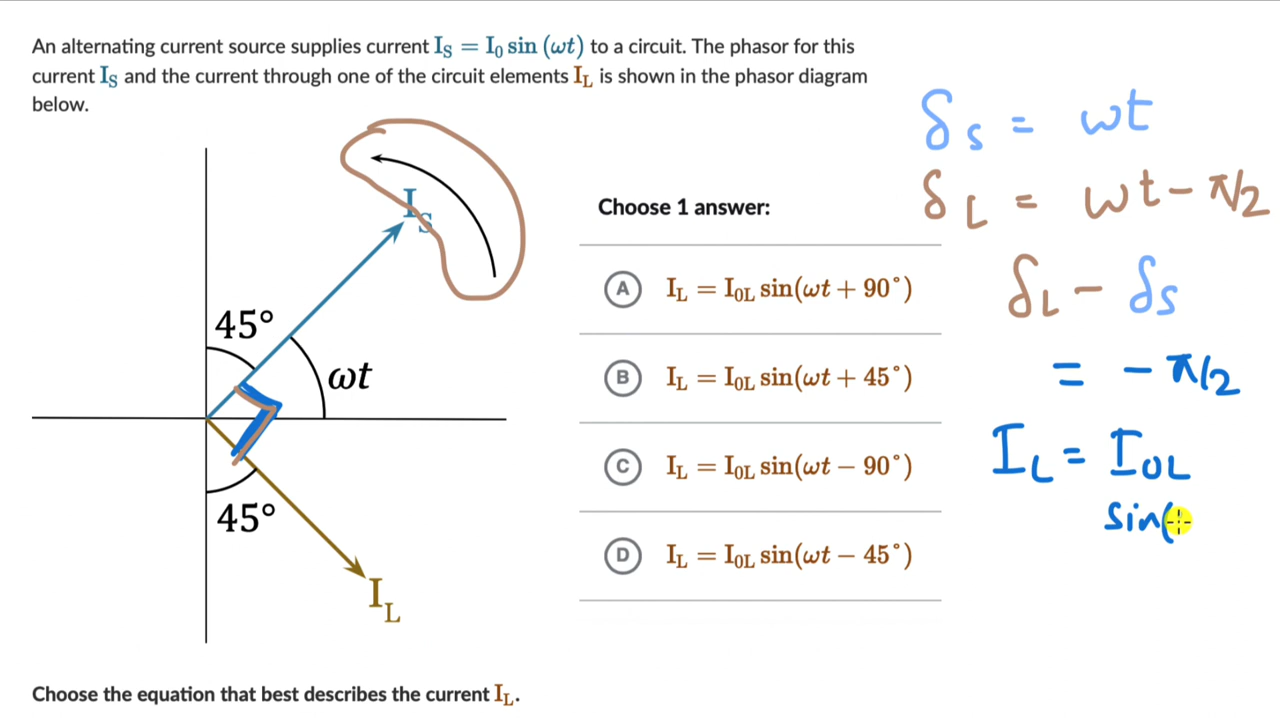 An alternating current source supplies current I_S = I_0 sin (ωt) to a circuit. The phasor for this
current I_S and the current through one of the circuit elements I_L is shown in the phasor diagram
below.
I_S
45°
ωt
45°
I_L
Choose 1 answer:
A I_L = I_0L sin(ωt + 90°)
B I_L = I_0L sin(ωt + 45°)
C I_L = I_0L sin(ωt − 90°)
D I_L = I_0L sin(ωt − 45°)
δ_S = ωt
δ_L = ωt − π/2
δ_L − δ_S
= − π/2
I_L = I_0L
sin(
Choose the equation that best describes the current I_L.